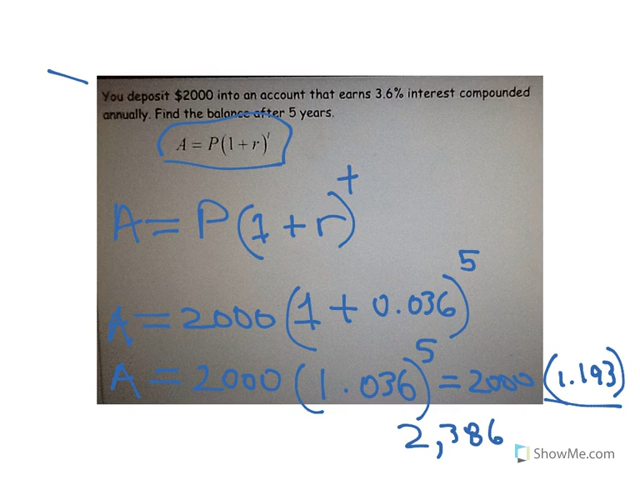 You deposit $2000 into an account that earns 3.6% interest compounded
annually. Find the balance after 5 years.
A = P(1+r)^t
A = P(1+r)^t
A = 2000(1+0.036)^5
A = 2000(1.036)^5 = 2000(1.193)
2,386
ShowMe.com